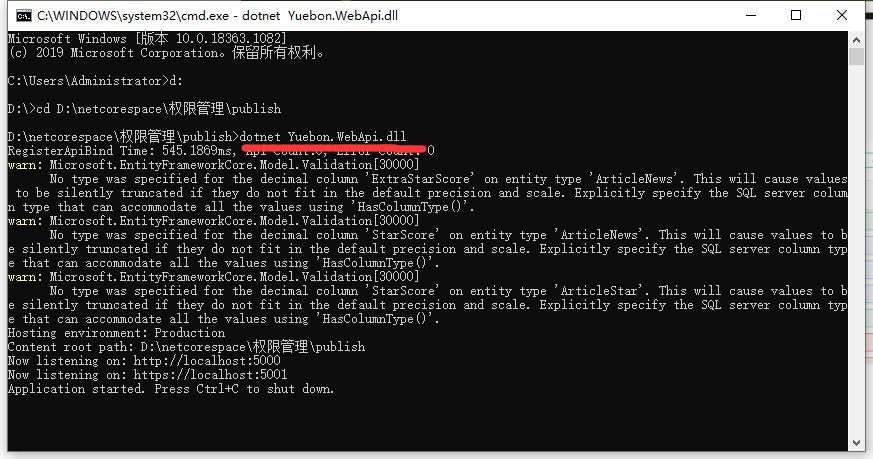 C:\WINDOWS\system32\cmd.exe - dotnet  Yuebon.WebApi.dll
Microsoft Windows [版本 10.0.18363.1082]
(c) 2019 Microsoft Corporation。保留所有权利。
C:\Users\Administrator>d:
D:\>cd D:\netcorespace\权限管理\publish
D:\netcorespace\权限管理\publish>dotnet Yuebon.WebApi.dll
RegisterApiBind Time: 545.1869ms, 0
warn: Microsoft.EntityFrameworkCore.Model.Validation[30000]
No type was specified for the decimal column 'ExtraStarScore' on entity type 'ArticleNews'. This will cause values
to be silently truncated if they do not fit in the default precision and scale. Explicitly specify the SQL server colum
n type that can accommodate all the values using 'HasColumnType()'.
warn: Microsoft.EntityFrameworkCore.Model.Validation[30000]
No type was specified for the decimal column 'StarScore' on entity type 'ArticleNews'. This will cause values to b
e silently truncated if they do not fit in the default precision and scale. Explicitly specify the SQL server column typ
e that can accommodate all the values using 'HasColumnType()'.
warn: Microsoft.EntityFrameworkCore.Model.Validation[30000]
No type was specified for the decimal column 'StarScore' on entity type 'ArticleStar'. This will cause values to b
e silently truncated if they do not fit in the default precision and scale. Explicitly specify the SQL server column typ
e that can accommodate all the values using 'HasColumnType()'.
Hosting environment: Production
Content root path: D:\netcorespace\权限管理\publish
Now listening on: http://localhost:5000
Now listening on: https://localhost:5001
Application started. Press Ctrl+C to shut down.